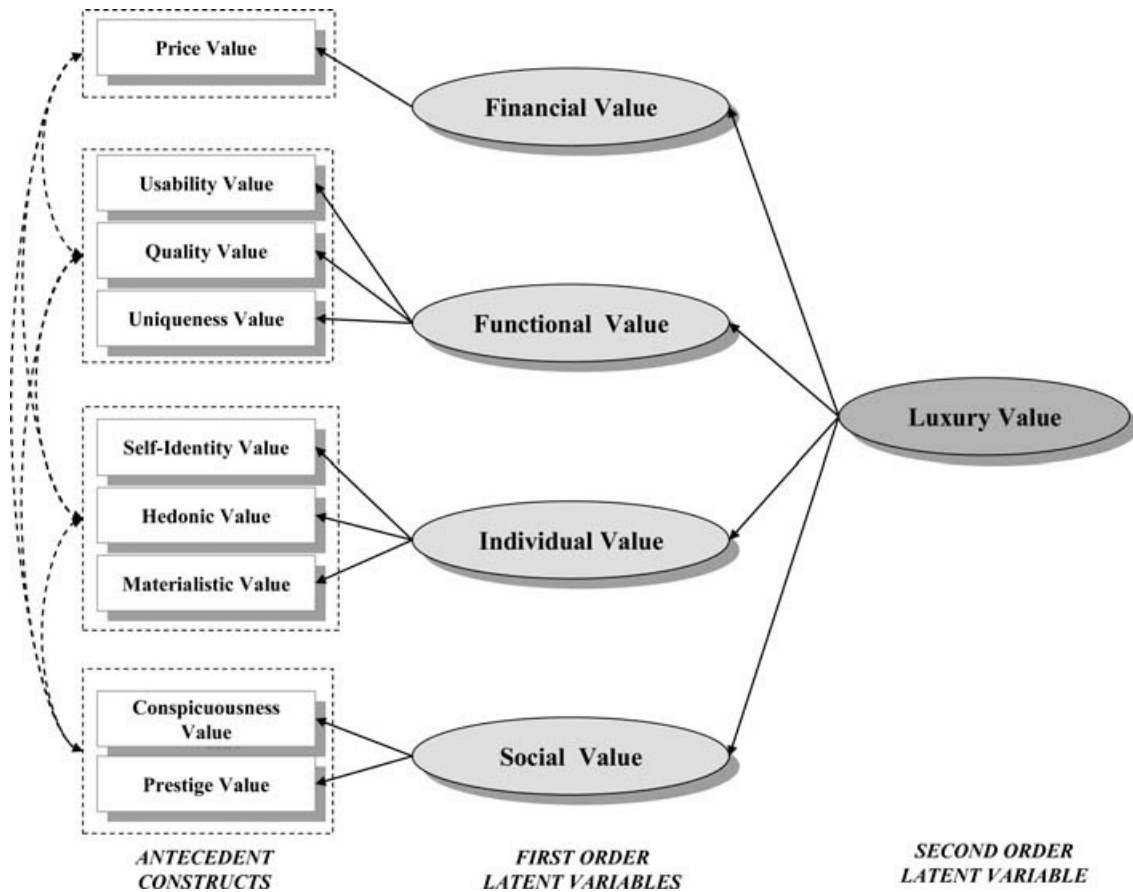 Price Value
Financial Value
Usability Value
Quality Value
Uniqueness Value
Functional Value
Luxury Value
Self-Identity Value
Hedonic Value
Materialistic Value
Individual Value
Conspicuousness
Value
Prestige Value
Social Value
ANTECEDENT
CONSTRUCTS
FIRST ORDER
LATENT VARIABLES
SECOND ORDER
LATENT VARIABLE